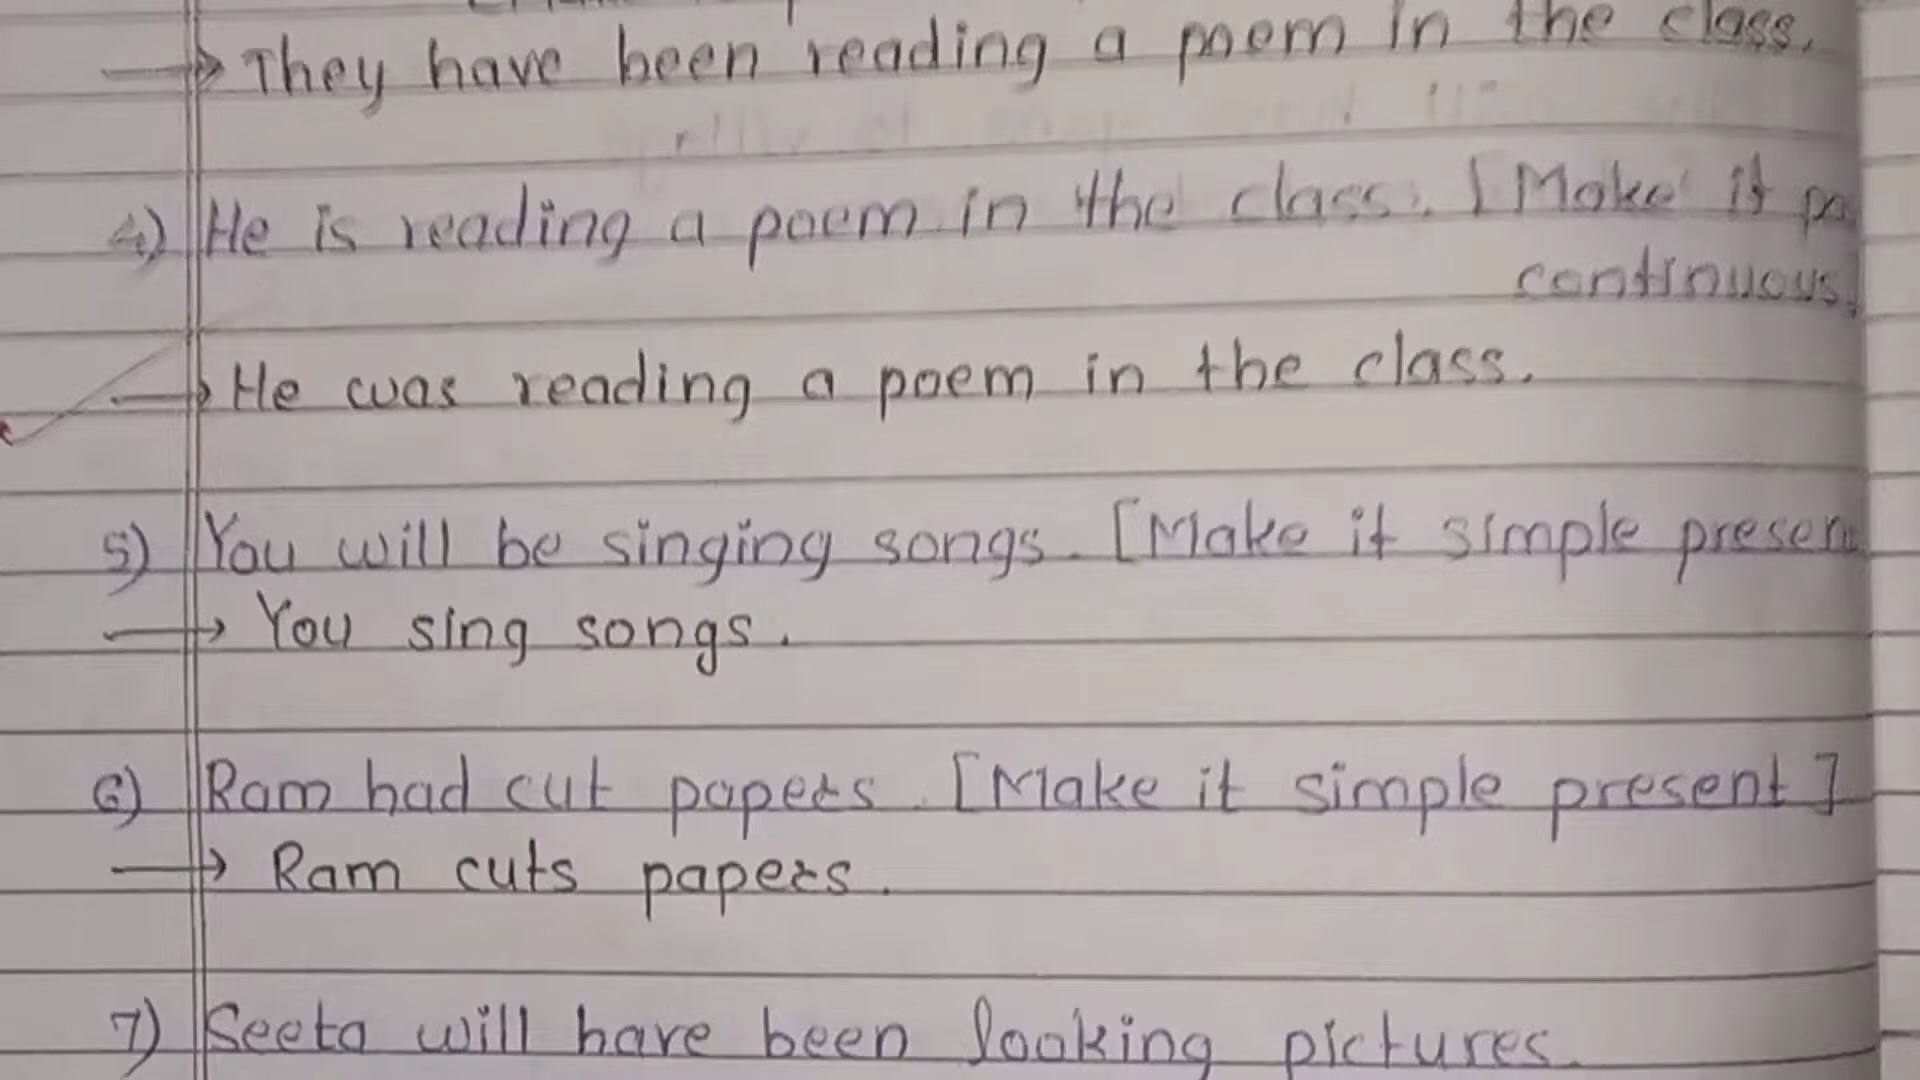 → They have been reading a poem in the class.
4) He is reading a poem in the class. [Make it
continuous]
→ He was reading a poem in the class.
5) You will be singing songs. [Make it simple presen
→ You sing songs.
6) Ram had cut papers. [Make it simple present]
→ Ram cuts papers.
7) Seeta will have been looking pictures.